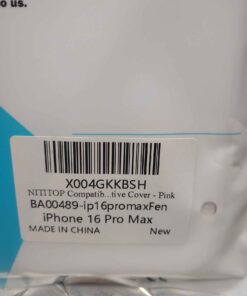 o us.
X004GKKBSH
NITITOP Compatib...tive Cover - Pink
BA00489-ip16promaxFen
iPhone 16 Pro Max
MADE IN CHINA New